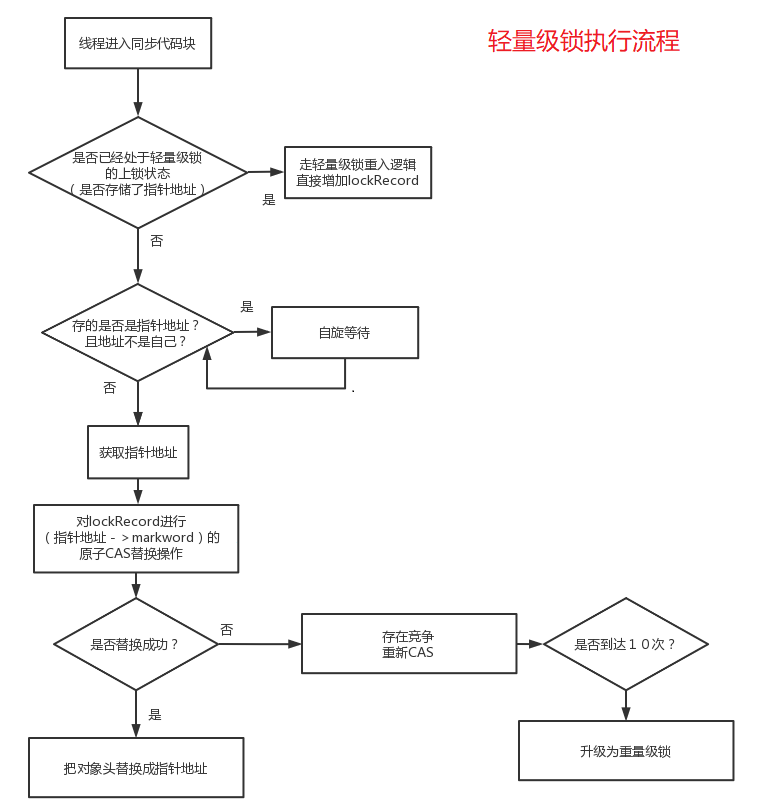 轻量级锁执行流程
线程进入同步代码块
是否已经处于轻量级锁
的上锁状态
（是否存储了指针地址）
是
走轻量级锁重入逻辑
直接增加lockRecord
否
存的是否是指针地址？
且地址不是自己？
是
自旋等待
.
否
获取指针地址
对lockRecord进行
（指针地址－>markword）的
原子CAS替换操作
是否替换成功？
否
存在竞争
重新CAS
是否到达１０次？
是
把对象头替换成指针地址
升级为重量级锁